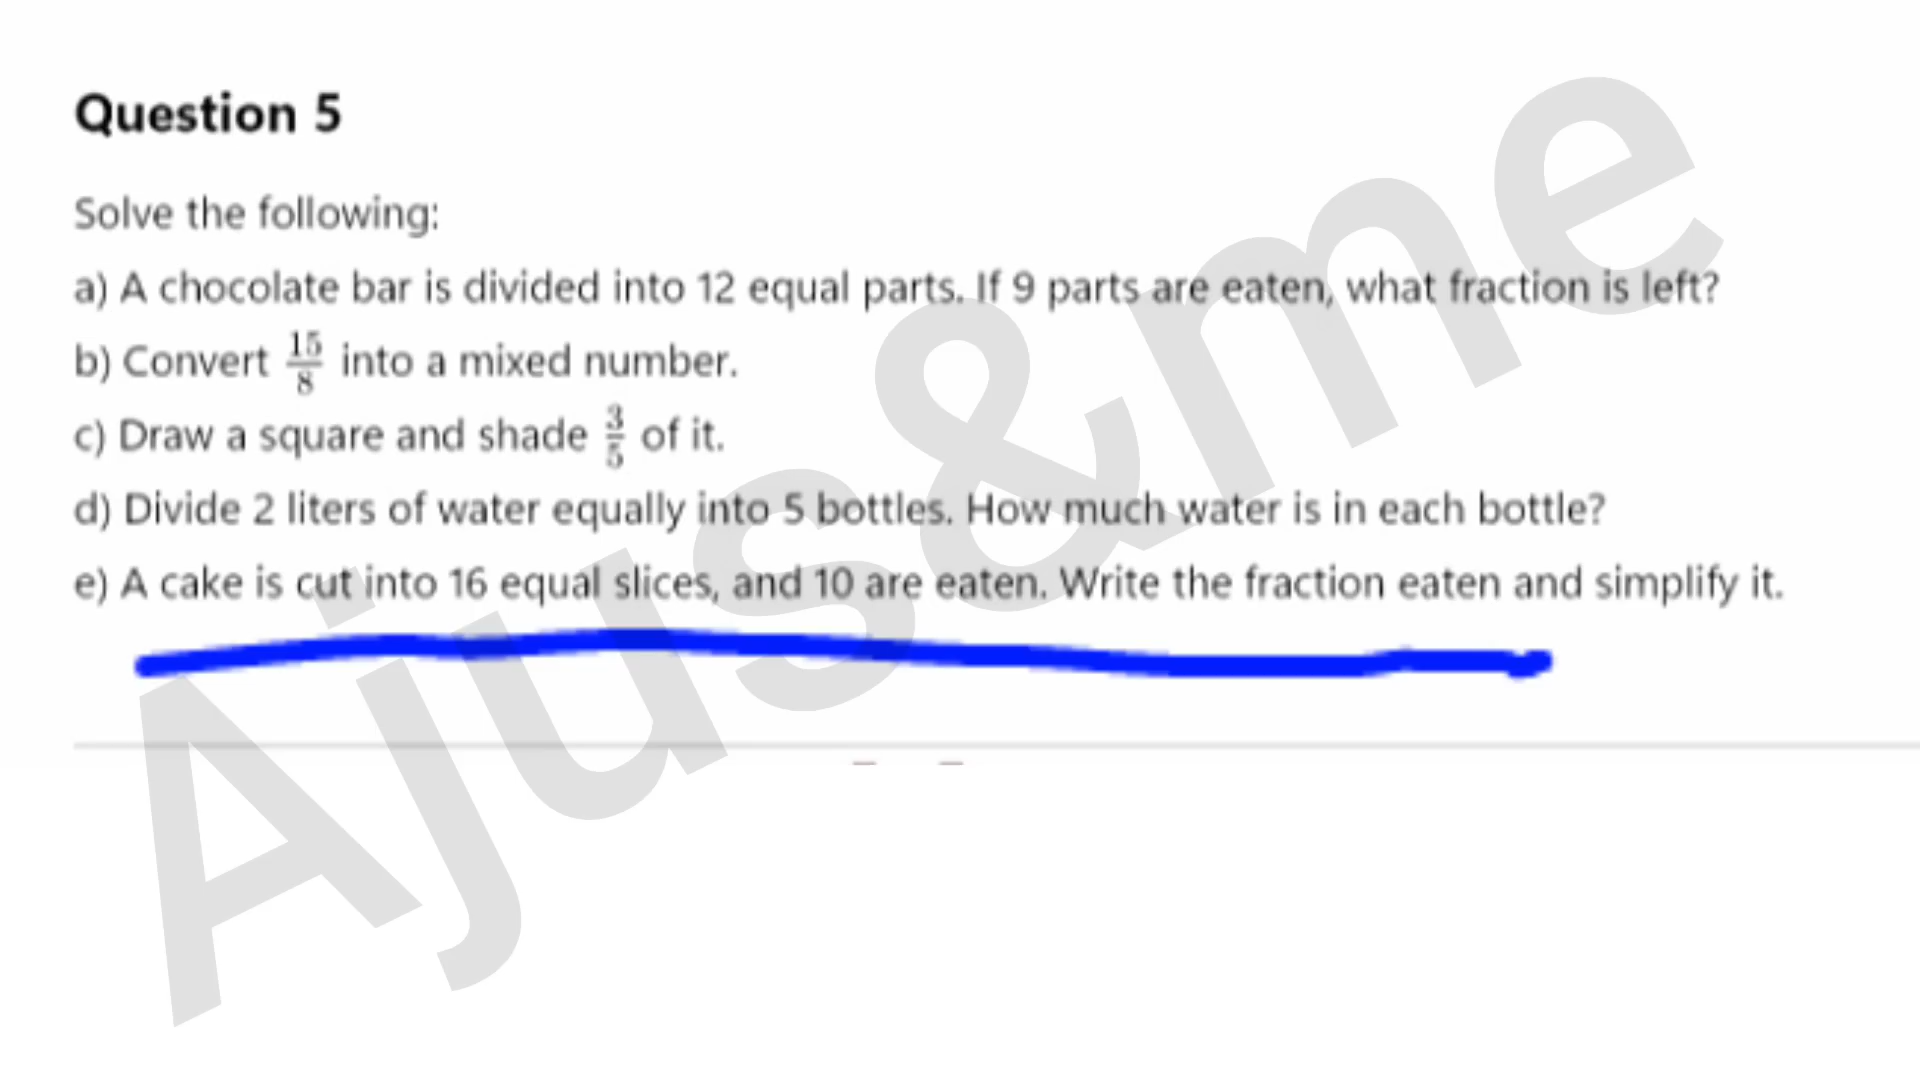 Question 5
Solve the following:
a) A chocolate bar is divided into 12 equal parts. If 9 parts are eaten, what fraction is left?
b) Convert 15/8 into a mixed number.
c) Draw a square and shade 3/5 of it.
d) Divide 2 liters of water equally into 5 bottles. How much water is in each bottle?
e) A cake is cut into 16 equal slices, and 10 are eaten. Write the fraction eaten and simplify it.
Ajus&me